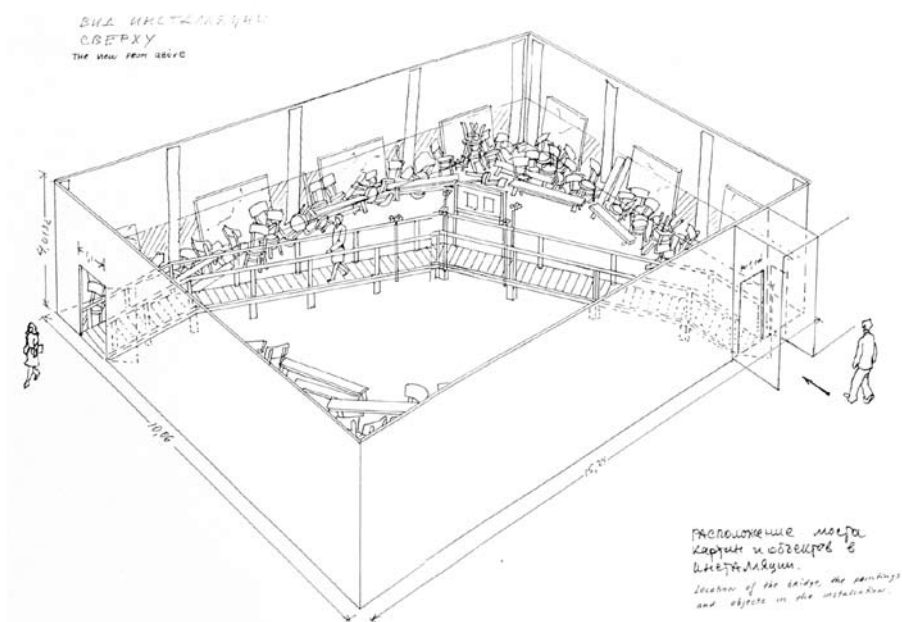 ВИД ИНСТАЛЛЯЦИИ
СВЕРХУ
The view from above
10,86
15,24
РАСПОЛОЖЕНИЕ моста
картин и объектов в
инсталляции.
Location of the bridge, the paintings
and objects in the installation.